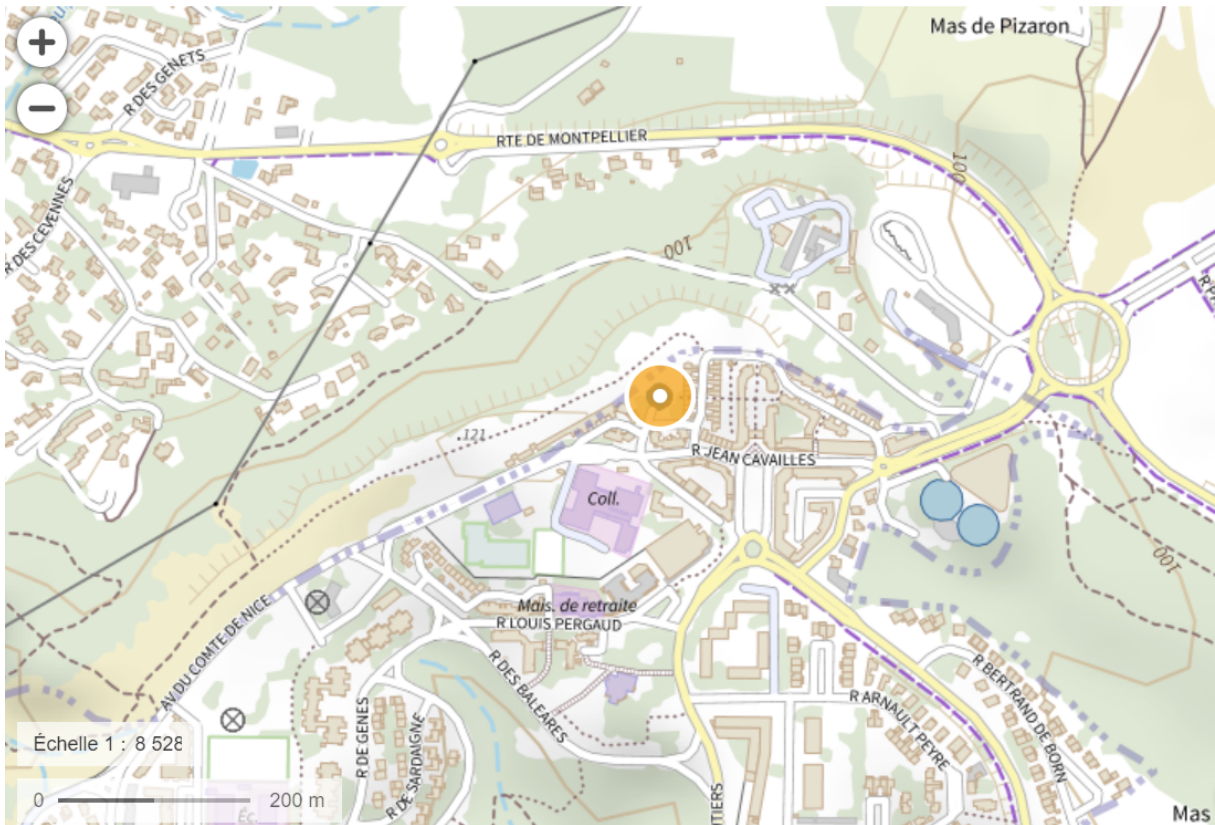 +
Mas de Pizaron
R DES GENETS
−
RTE DE MONTPELLIER
100
R DES CEVENNES
100
.121
R JEAN CAVAILLES
Coll.
100
Mais. de retraite
R LOUIS PERGAUD
AV DU COMTE DE NICE
R DES BALEARES
R BERTRAND DE BORN
R ARNAULT PEYRE
R DE GENES
R DE SARDAIGNE
Échelle 1 : 8 528
0 200 m
Éc.
Mas